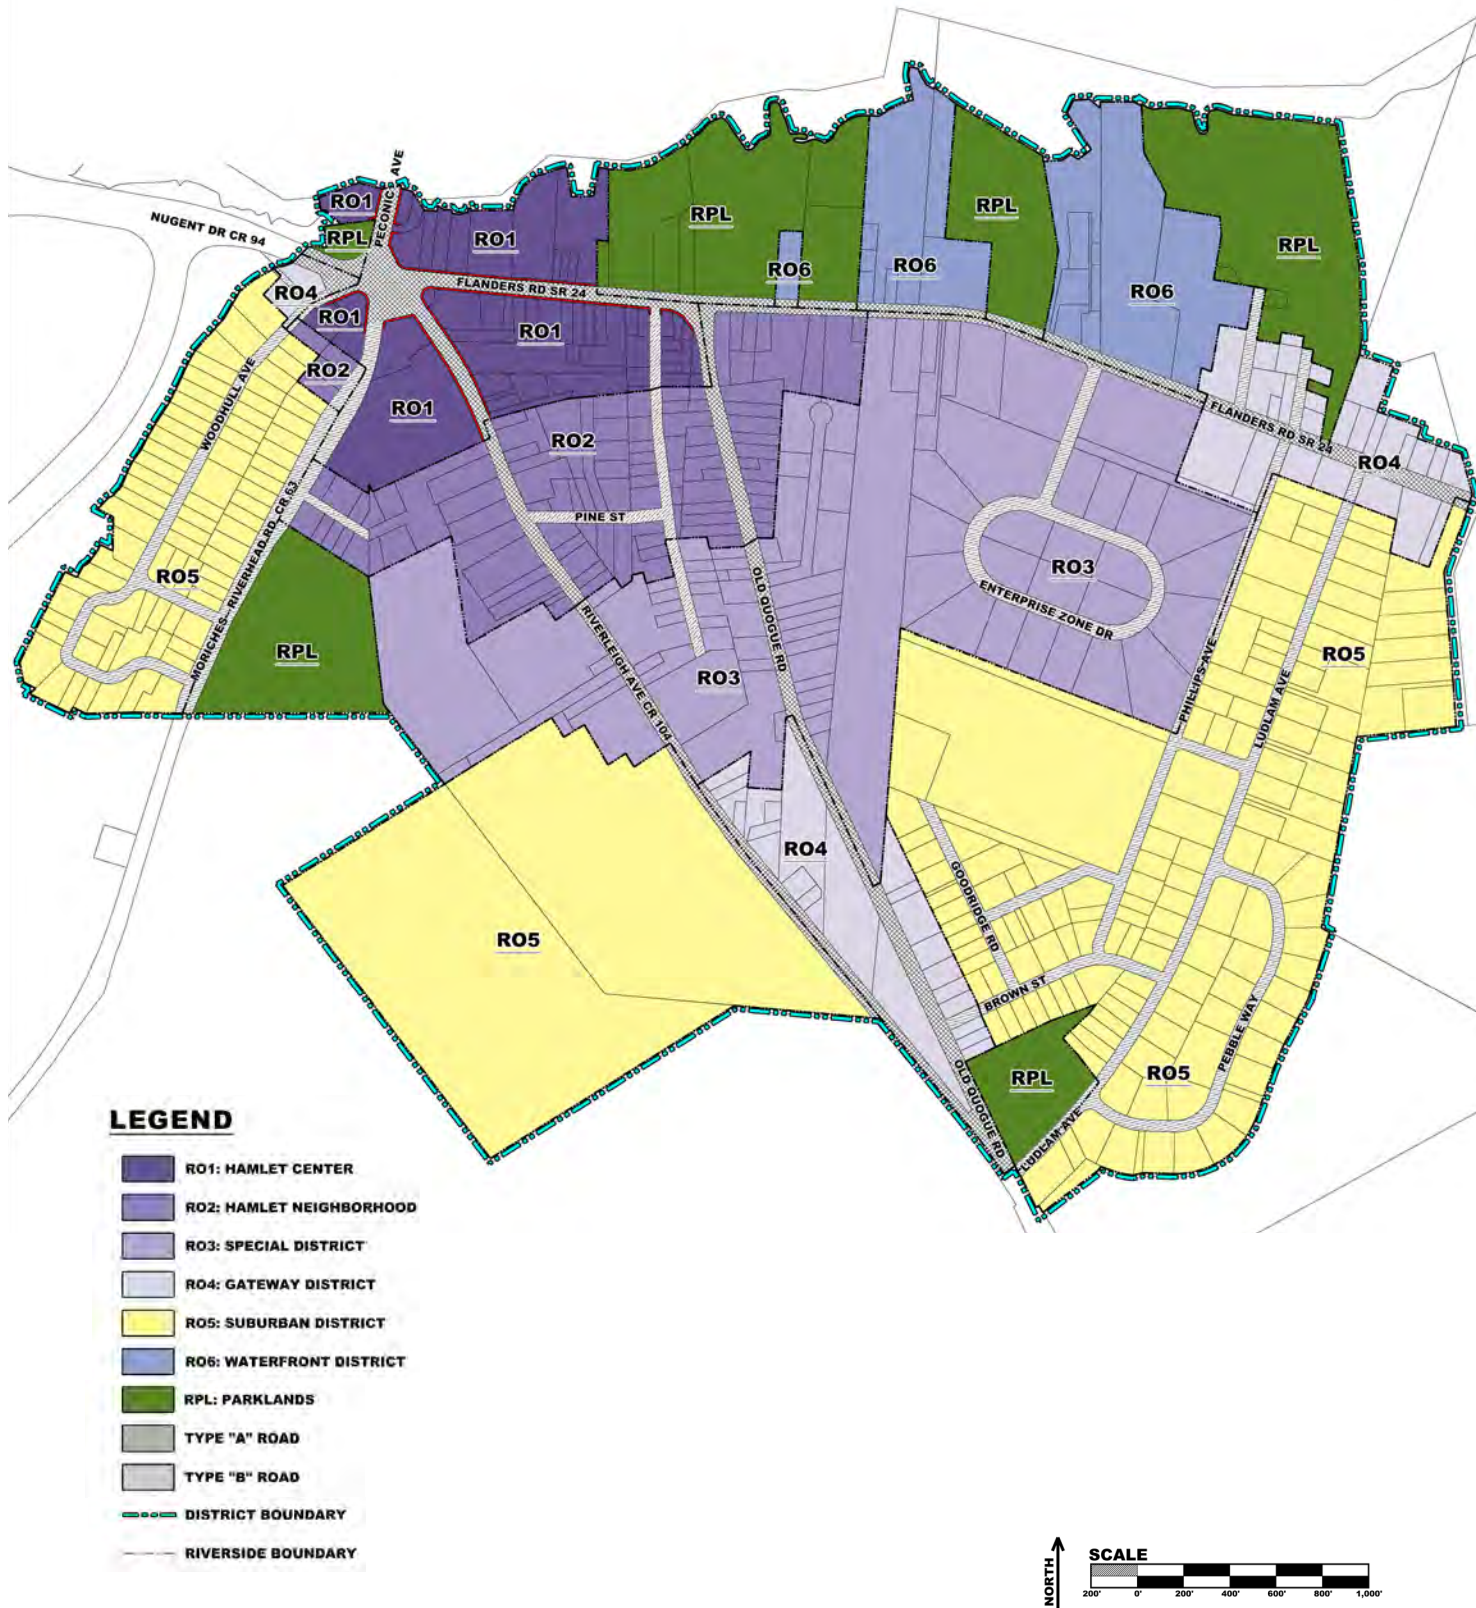 PECONIC AVE
RO1
NUGENT DR CR 94
RPL
RO1
RPL
RPL
RPL
RO6
RO6
RO6
RO4
FLANDERS RD SR 24
RO1
RO1
RO2
WOODHULL AVE
RO1
RO2
FLANDERS RD SR 24
RO4
MORICHES-RIVERHEAD RD. CR 63
PINE ST
RO5
OLD QUOGUE RD
RO3
ENTERPRISE ZONE DR
RIVERLEIGH AVE CR 104
RPL
RO3
PHILLIPS AVE
LUDLAM AVE
RO5
RO4
GOODRIDGE RD
RO5
BROWN ST
PEBBLE WAY
OLD QUOGUE RD
RPL
LUDLAM AVE
RO5
LEGEND
RO1: HAMLET CENTER
RO2: HAMLET NEIGHBORHOOD
RO3: SPECIAL DISTRICT
RO4: GATEWAY DISTRICT
RO5: SUBURBAN DISTRICT
RO6: WATERFRONT DISTRICT
RPL: PARKLANDS
TYPE "A" ROAD
TYPE "B" ROAD
DISTRICT BOUNDARY
RIVERSIDE BOUNDARY
NORTH
SCALE
200' 0' 200' 400' 600' 800' 1,000'